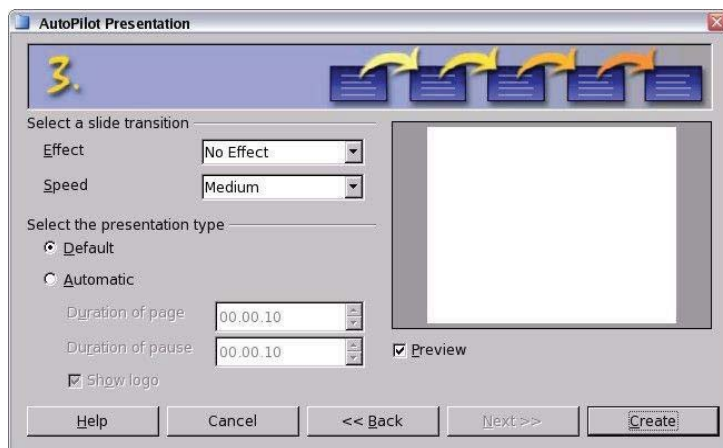 AutoPilot Presentation
3.
Select a slide transition
Effect
No Effect
Speed
Medium
Select the presentation type
Default
Automatic
Duration of page
00.00.10
Duration of pause
00.00.10
Show logo
Preview
Help
Cancel
<< Back
Next >>
Create